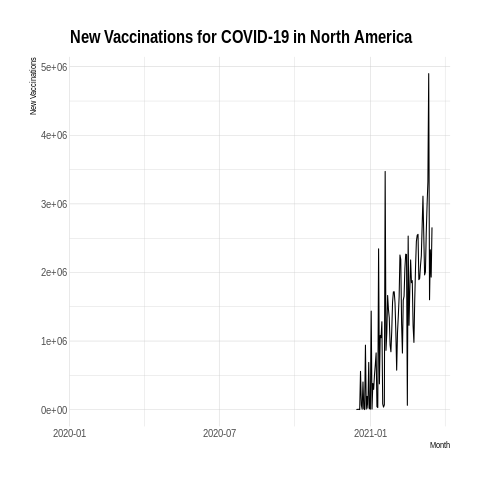 New Vaccinations for COVID-19 in North America
New Vaccinations
5e+06
4e+06
3e+06
2e+06
1e+06
0e+00
2020-01
2020-07
2021-01
Month